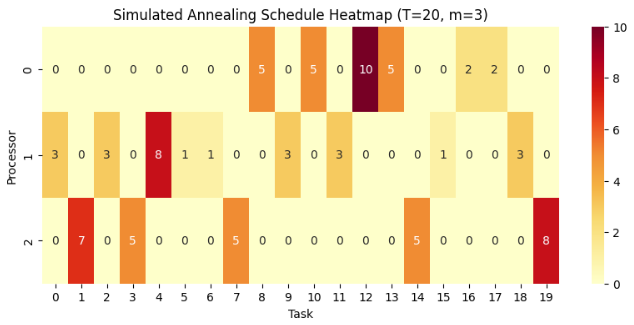 Simulated Annealing Schedule Heatmap (T=20, m=3)
10
0 0 0 0 0 0 0 0 0 5 0 5 0 10 5 0 0 2 2 0 0
8
Processor
1 3 0 3 0 8 1 1 0 0 3 0 3 0 0 0 1 0 0 3 0
6
4
2 0 7 0 5 0 0 0 5 0 0 0 0 0 0 5 0 0 0 0 8
2
0
0 1 2 3 4 5 6 7 8 9 10 11 12 13 14 15 16 17 18 19
Task